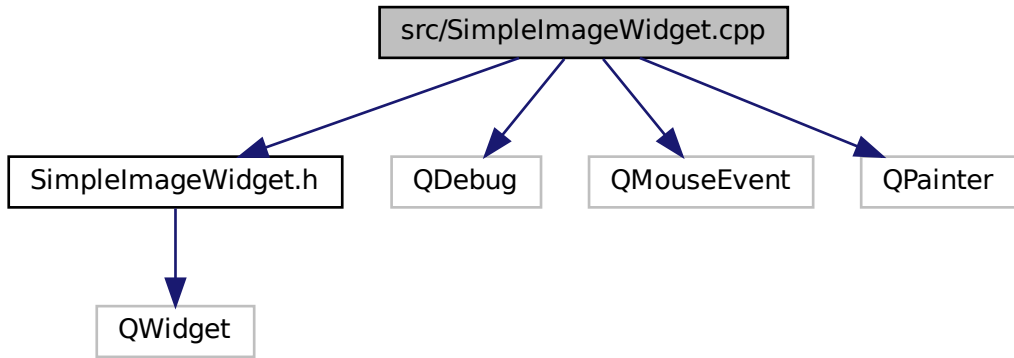 src/SimpleImageWidget.cpp
SimpleImageWidget.h
QDebug
QMouseEvent
QPainter
QWidget